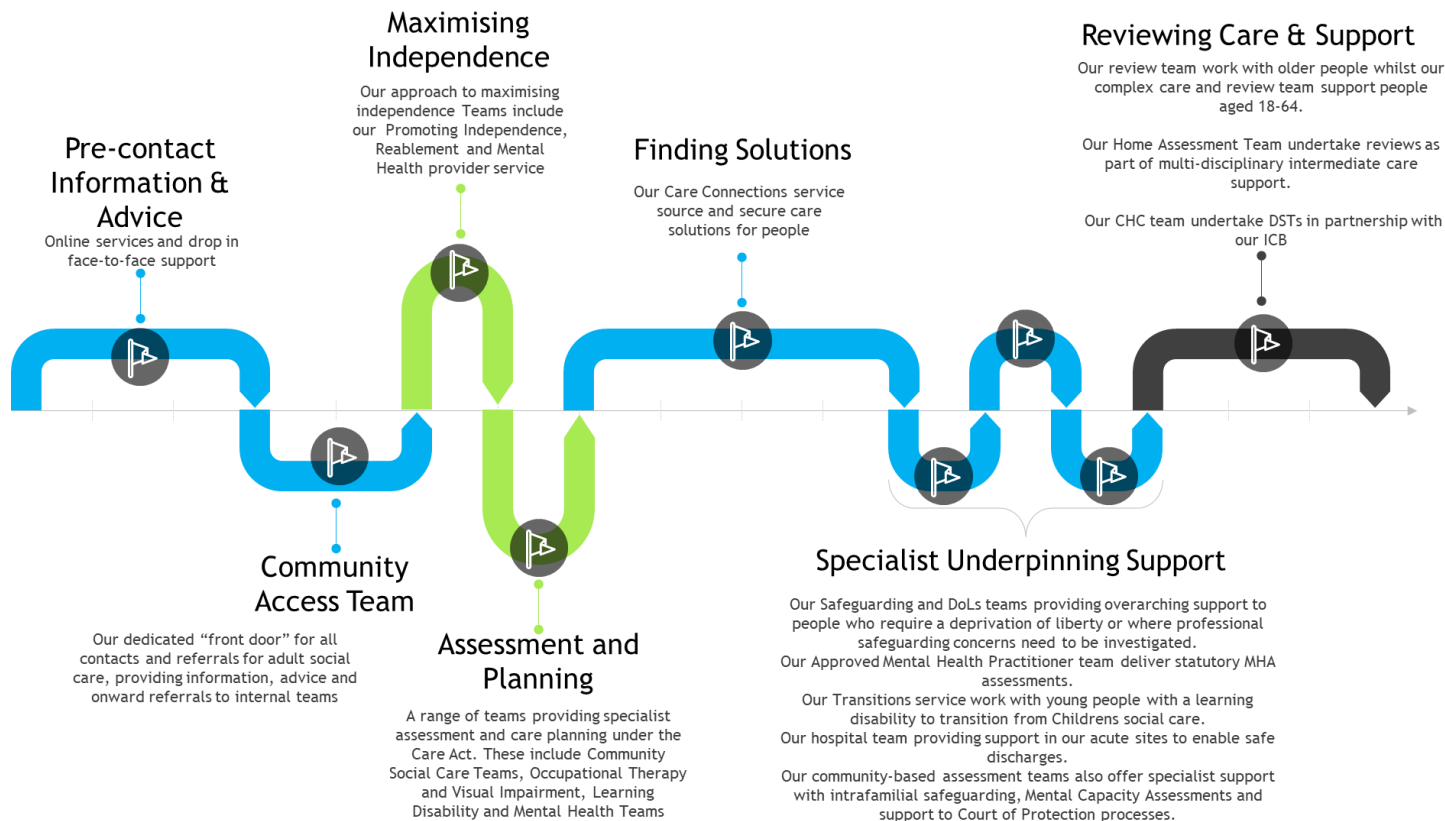 Pre-contact
Information &
Advice
Online services and drop in
face-to-face support
Community
Access Team
Our dedicated “front door” for all
contacts and referrals for adult social
care, providing information, advice and
onward referrals to internal teams
Maximising
Independence
Our approach to maximising
independence Teams include
our Promoting Independence,
Reablement and Mental
Health provider service
Assessment and
Planning
A range of teams providing specialist
assessment and care planning under the
Care Act. These include Community
Social Care Teams, Occupational Therapy
and Visual Impairment, Learning
Disability and Mental Health Teams
Finding Solutions
Our Care Connections service
source and secure care
solutions for people
Specialist Underpinning Support
Our Safeguarding and DoLs teams providing overarching support to
people who require a deprivation of liberty or where professional
safeguarding concerns need to be investigated.
Our Approved Mental Health Practitioner team deliver statutory MHA
assessments.
Our Transitions service work with young people with a learning
disability to transition from Childrens social care.
Our hospital team providing support in our acute sites to enable safe
discharges.
Our community-based assessment teams also offer specialist support
with intrafamilial safeguarding, Mental Capacity Assessments and
support to Court of Protection processes.
Reviewing Care & Support
Our review team work with older people whilst our
complex care and review team support people
aged 18-64.
Our Home Assessment Team undertake reviews as
part of multi-disciplinary intermediate care
support.
Our CHC team undertake DSTs in partnership with
our ICB